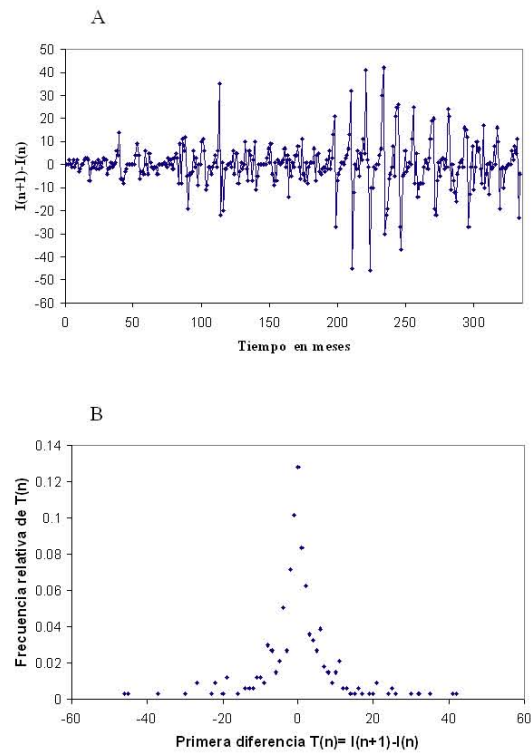 A
I(n+1)-I(n)
50
40
30
20
10
0
-10
-20
-30
-40
-50
-60
0 50 100 150 200 250 300
Tiempo en meses
B
Frecuencia relativa de T(n)
0.14
0.12
0.1
0.08
0.06
0.04
0.02
0
-60 -40 -20 0 20 40 60
Primera diferencia T(n)= I(n+1)-I(n)